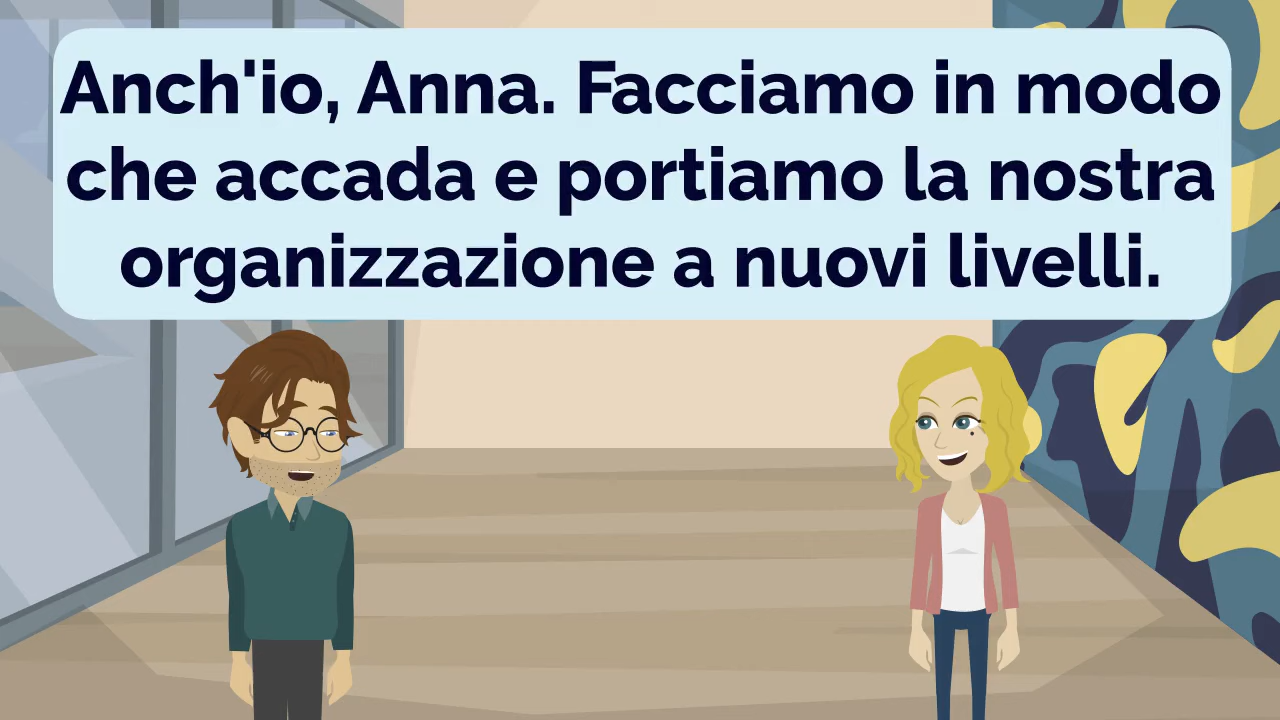 Anch'io, Anna. Facciamo in modo
che accada e portiamo la nostra
organizzazione a nuovi livelli.